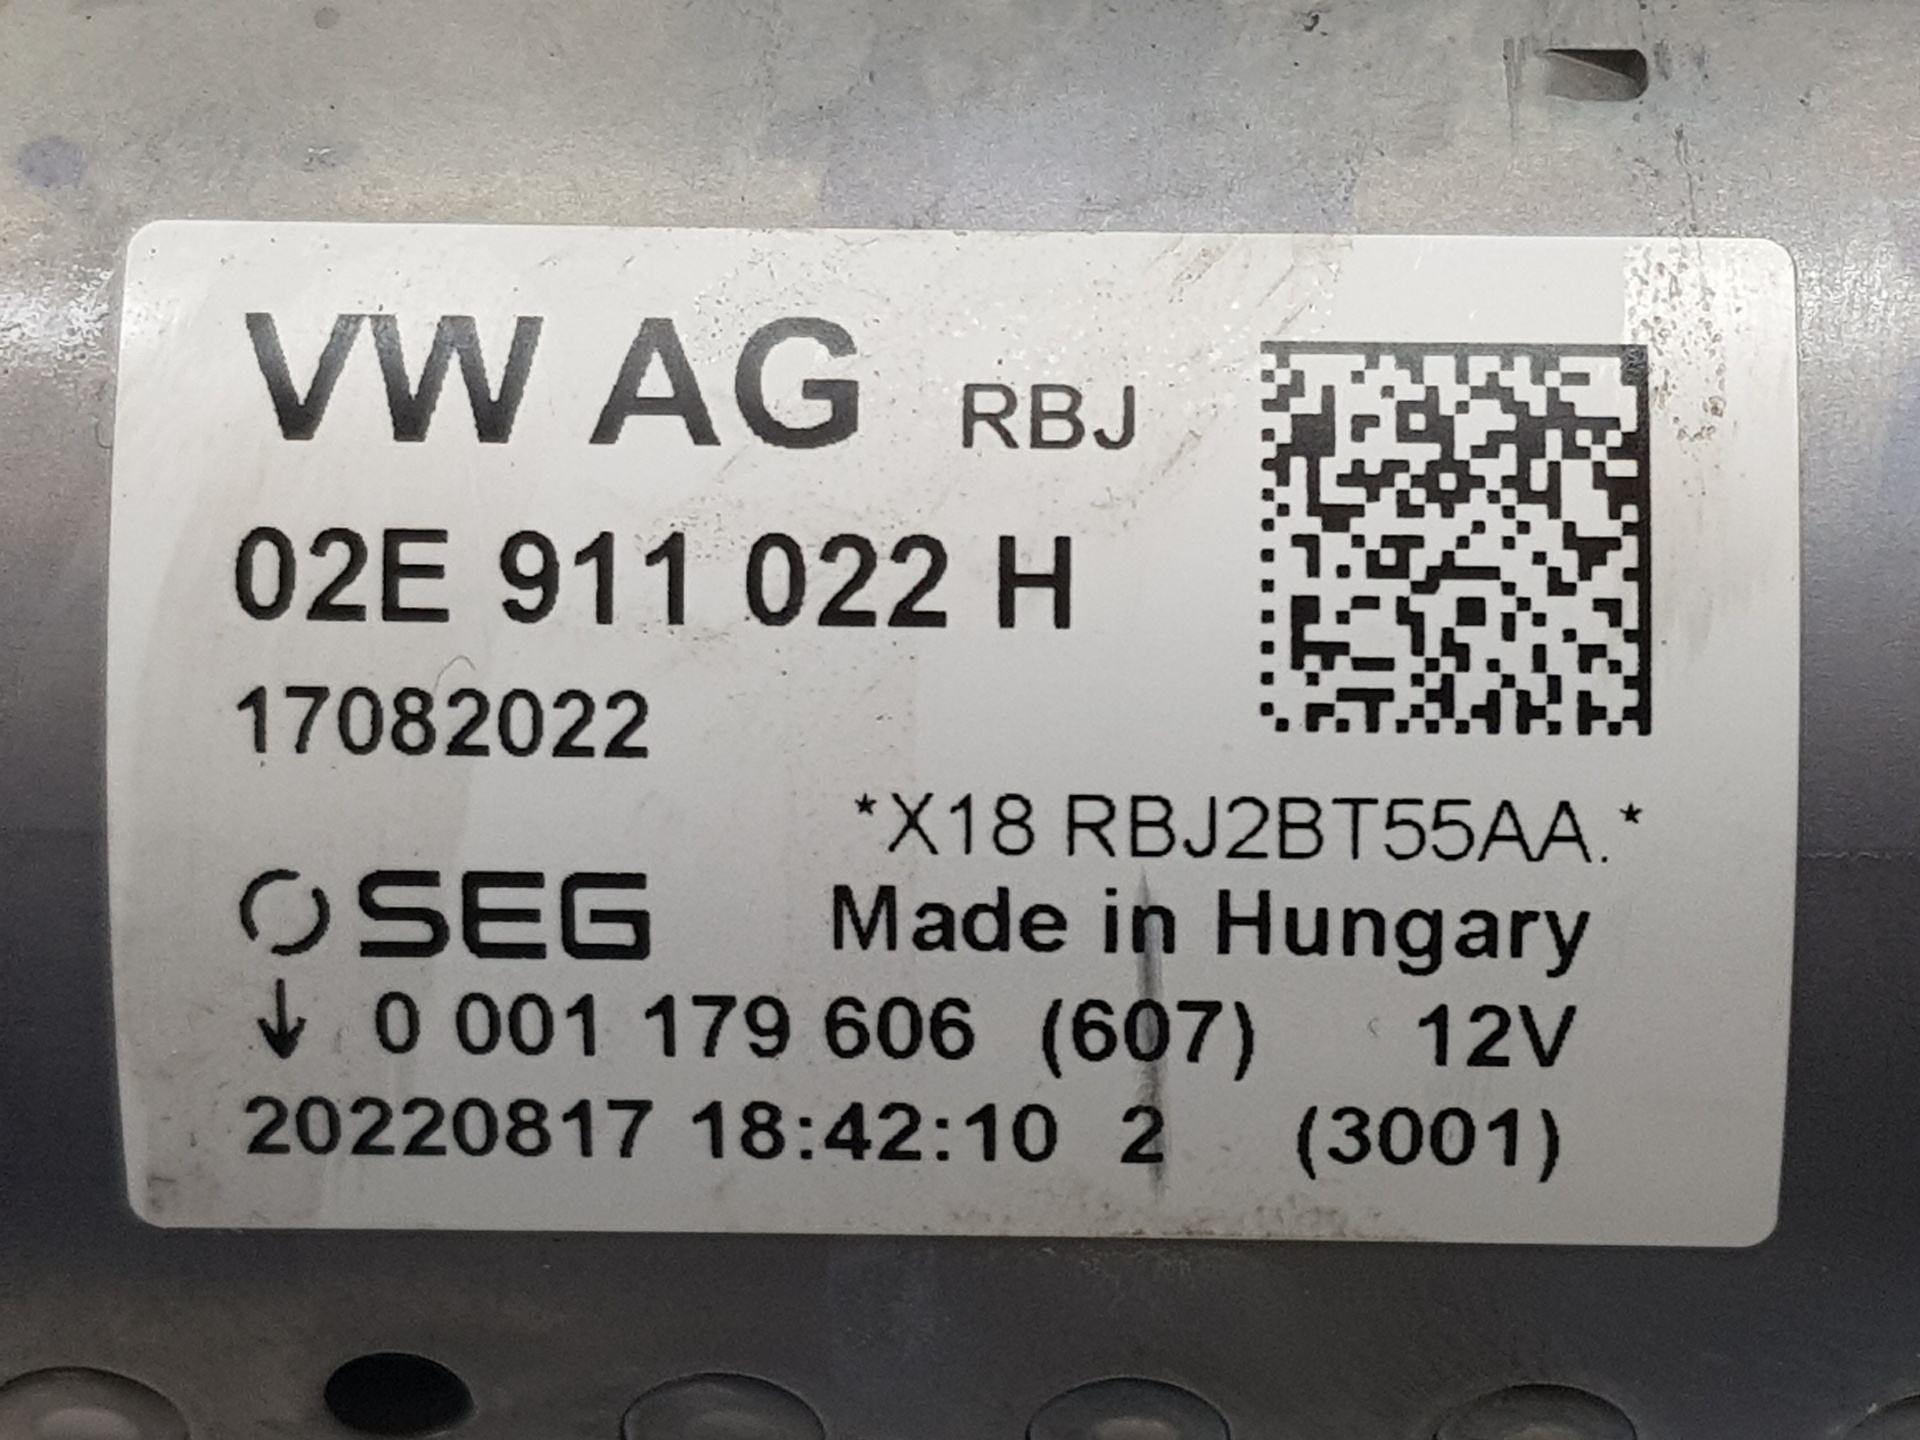 VW AG RBJ
02E 911 022 H
17082022
*X18 RBJ2BT55AA.*
SEG Made in Hungary
↓ 0 001 179 606 (607) 12V
20220817 18:42:10 2 (3001)